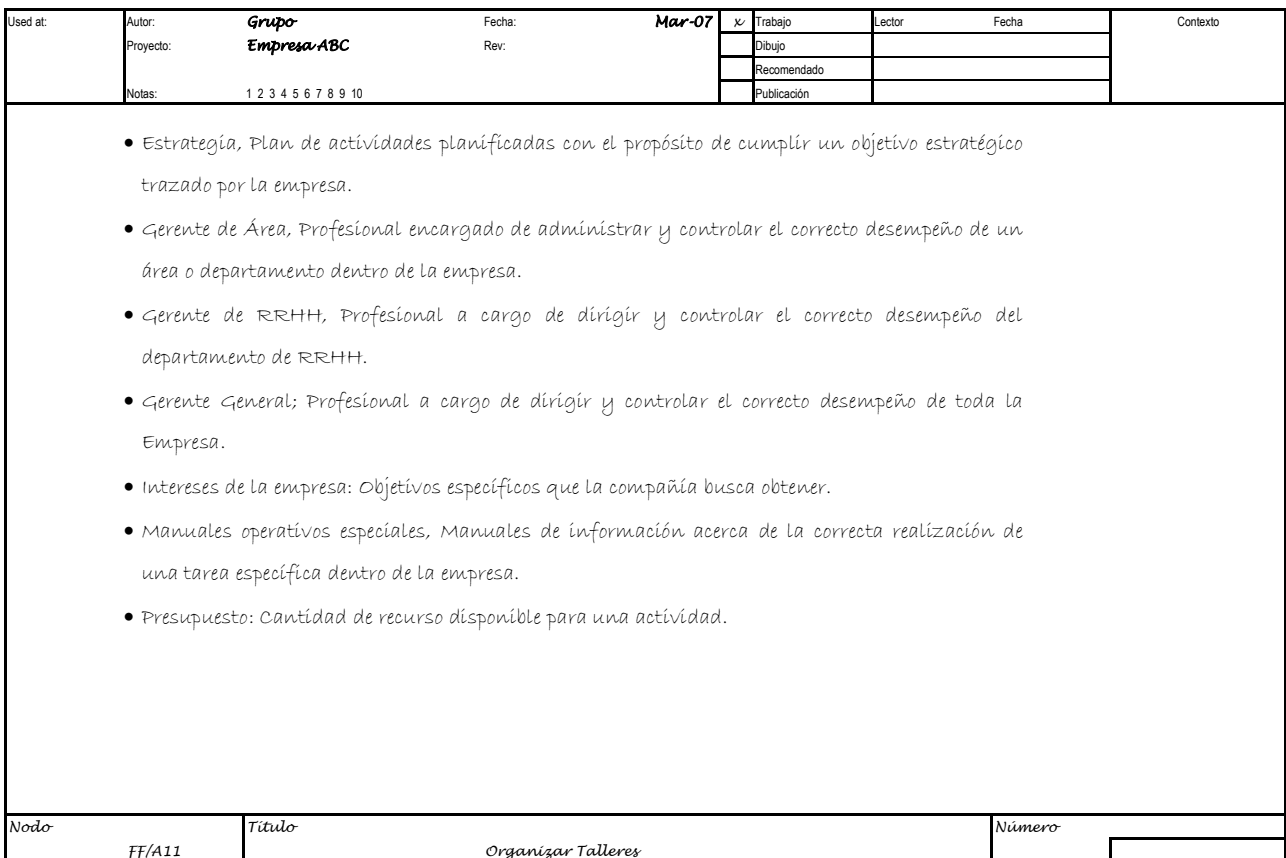 Used at: Autor: Grupo Fecha: Mar-07 x Trabajo Lector Fecha Contexto
Proyecto: Empresa ABC Rev: Dibujo
Recomendado
Notas: 1 2 3 4 5 6 7 8 9 10 Publicación
• Estrategia, Plan de actividades planificadas con el propósito de cumplir un objetivo estratégico
trazado por la empresa.
• Gerente de Área, Profesional encargado de administrar y controlar el correcto desempeño de un
área o departamento dentro de la empresa.
• Gerente de RRHH, Profesional a cargo de dirigir y controlar el correcto desempeño del
departamento de RRHH.
• Gerente General; Profesional a cargo de dirigir y controlar el correcto desempeño de toda la
Empresa.
• Intereses de la empresa: Objetivos específicos que la compañía busca obtener.
• Manuales operativos especiales, Manuales de información acerca de la correcta realización de
una tarea específica dentro de la empresa.
• Presupuesto: Cantidad de recurso disponible para una actividad.
Nodo Título Número
FF/A11 Organizar Talleres